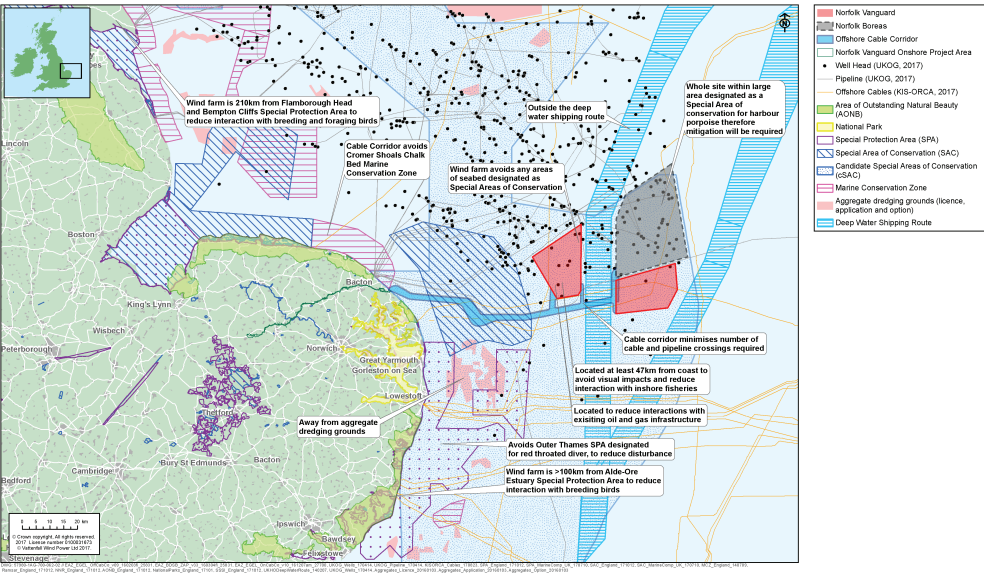 Norfolk Vanguard
Norfolk Boreas
Offshore Cable Corridor
Norfolk Vanguard Onshore Project Area
Well Head (UKOG, 2017)
Pipeline (UKOG, 2017)
Offshore Cables (KIS-ORCA, 2017)
Area of Outstanding Natural Beauty
(AONB)
National Park
Special Protection Area (SPA)
Special Area of Conservation (SAC)
Candidate Special Areas of Conservation
(cSAC)
Marine Conservation Zone
Aggregate dredging grounds (licence,
application and option)
Deep Water Shipping Route
Wind farm is 210km from Flamborough Head
and Bempton Cliffs Special Protection Area to
reduce interaction with breeding and foraging birds
Cable Corridor avoids
Cromer Shoals Chalk
Bed Marine
Conservation Zone
Outside the deep
water shipping route
Whole site within large
area designated as a
Special Area of
conservation for harbour
porpoise therefore
mitigation will be required
Wind farm avoids any areas
of seabed designated as
Special Areas of Conservation
Lincoln
Boston
King's Lynn
Wisbech
Peterborough
Bacton
Norwich
Great Yarmouth
Gorleston on Sea
Lowestoft
Thetford
Bury St Edmunds
Bacton
Cambridge
Bedford
Ipswich
Bawdsey
Felixstowe
Stevenage
Cable corridor minimises number of
cable and pipeline crossings required
Located at least 47km from coast to
avoid visual impacts and reduce
interaction with inshore fisheries
Located to reduce interactions with
exisiting oil and gas infrastructure
Away from aggregate
dredging grounds
Avoids Outer Thames SPA designated
for red throated diver, to reduce disturbance
Wind farm is >100km from Alde-Ore
Estuary Special Protection Area to reduce
interaction with breeding birds
0 5 10 15 20 km
© Crown copyright, All rights reserved.
2017. License number 0100031673
© Vattenfall Wind Power Ltd 2017.